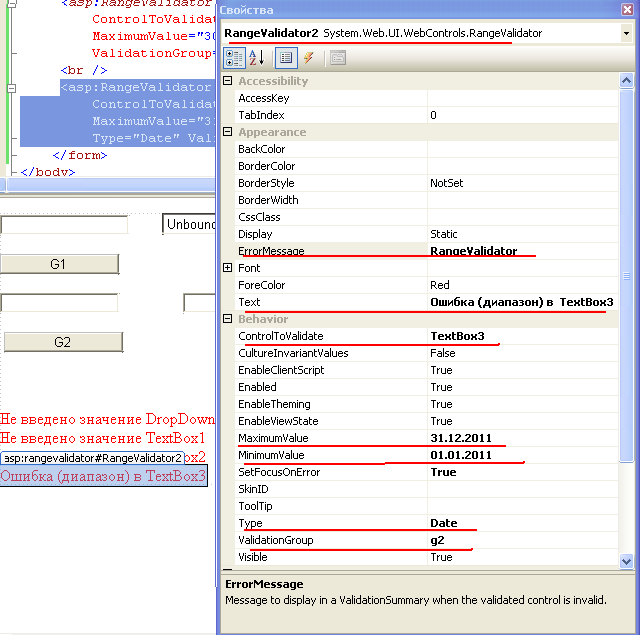 <asp:RangeValidator
ControlToValida
MaximumValue="30
ValidationGroup=
<br />
<asp:RangeValidator
ControlToValidat
MaximumValue="31
Type="Date" Vali
</form>
</body>
Unbound
G1
G2
Не введено значение DropDown
Не введено значение TextBox1
asp:rangevalidator#RangeValidator2
ox2
Ошибка (диапазон) в TextBox3
Свойства
RangeValidator2 System.Web.UI.WebControls.RangeValidator
Accessibility
AccessKey
TabIndex 0
Appearance
BackColor
BorderColor
BorderStyle NotSet
BorderWidth
CssClass
Display Static
ErrorMessage RangeValidator
Font
ForeColor Red
Text Ошибка (диапазон) в TextBox3
Behavior
ControlToValidate TextBox3
CultureInvariantValues False
EnableClientScript True
Enabled True
EnableTheming True
EnableViewState True
MaximumValue 31.12.2011
MinimumValue 01.01.2011
SetFocusOnError True
SkinID
ToolTip
Type Date
ValidationGroup g2
Visible True
ErrorMessage
Message to display in a ValidationSummary when the validated control is invalid.